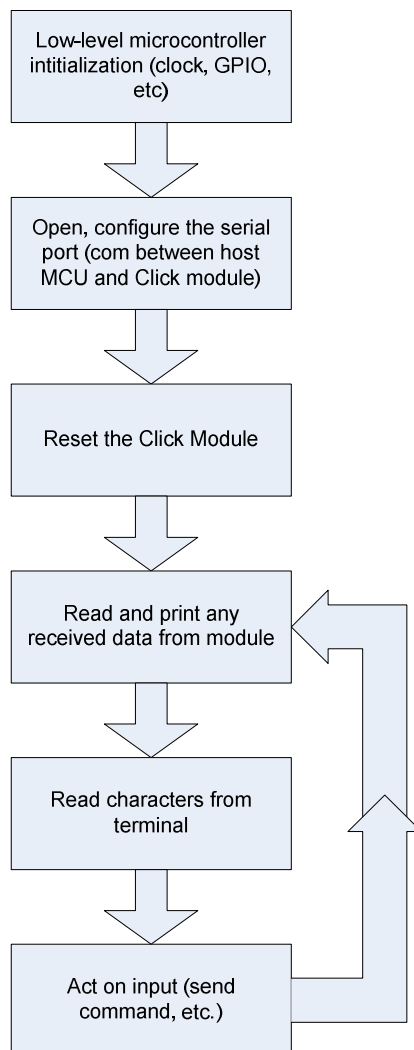 Low-level microcontroller
intitialization (clock, GPIO,
etc)
Open, configure the serial
port (com between host
MCU and Click module)
Reset the Click Module
Read and print any
received data from module
Read characters from
terminal
Act on input (send
command, etc.)